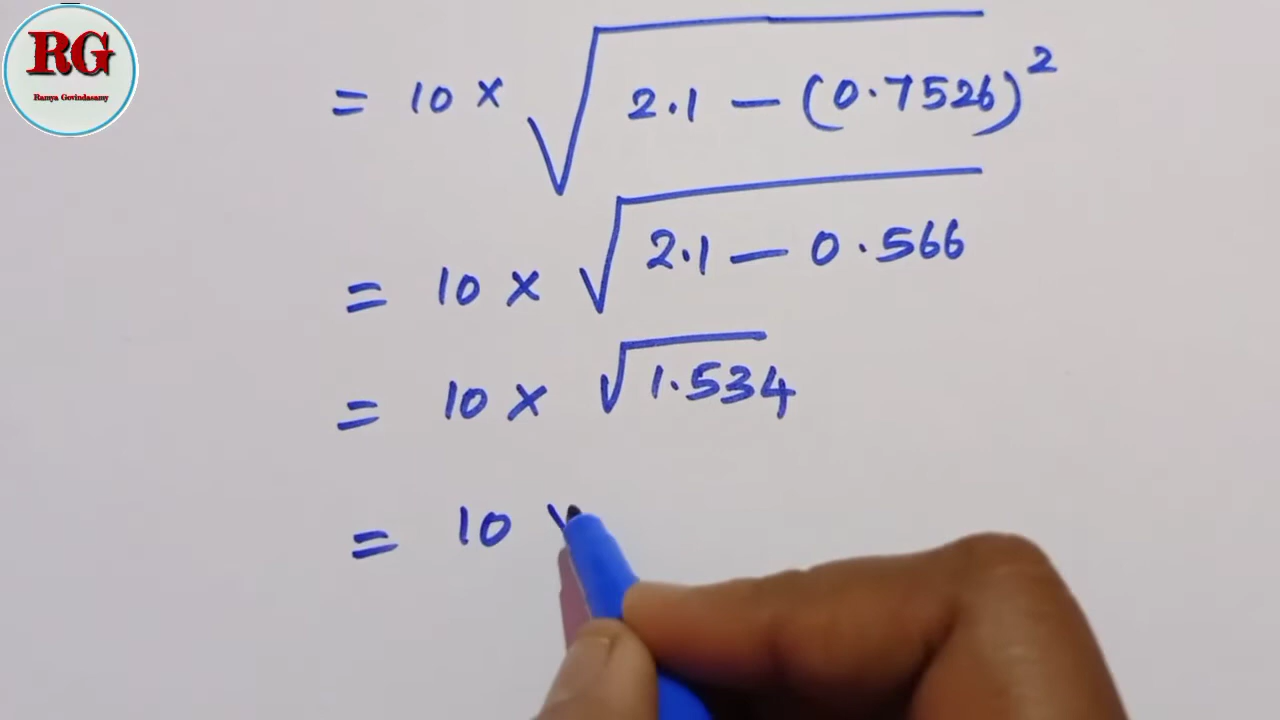 RG
Ramya Govindasamy
= 10 × √2.1 − (0.7526)²
= 10 × √2.1 − 0.566
= 10 × √1.534
= 10